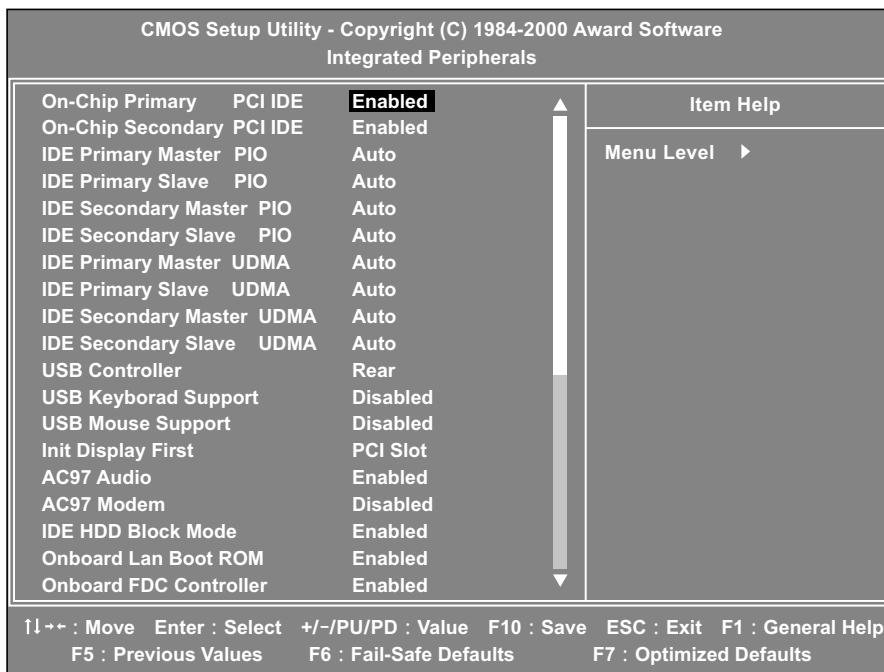 CMOS Setup Utility - Copyright (C) 1984-2000 Award Software
Integrated Peripherals
On-Chip Primary PCI IDE Enabled
Item Help
On-Chip Secondary PCI IDE Enabled
IDE Primary Master PIO Auto
Menu Level ▶
IDE Primary Slave PIO Auto
IDE Secondary Master PIO Auto
IDE Secondary Slave PIO Auto
IDE Primary Master UDMA Auto
IDE Primary Slave UDMA Auto
IDE Secondary Master UDMA Auto
IDE Secondary Slave UDMA Auto
USB Controller Rear
USB Keyborad Support Disabled
USB Mouse Support Disabled
Init Display First PCI Slot
AC97 Audio Enabled
AC97 Modem Disabled
IDE HDD Block Mode Enabled
Onboard Lan Boot ROM Enabled
Onboard FDC Controller Enabled
↑↓→← : Move Enter : Select +/-/PU/PD : Value F10 : Save ESC : Exit F1 : General Help
F5 : Previous Values F6 : Fail-Safe Defaults F7 : Optimized Defaults